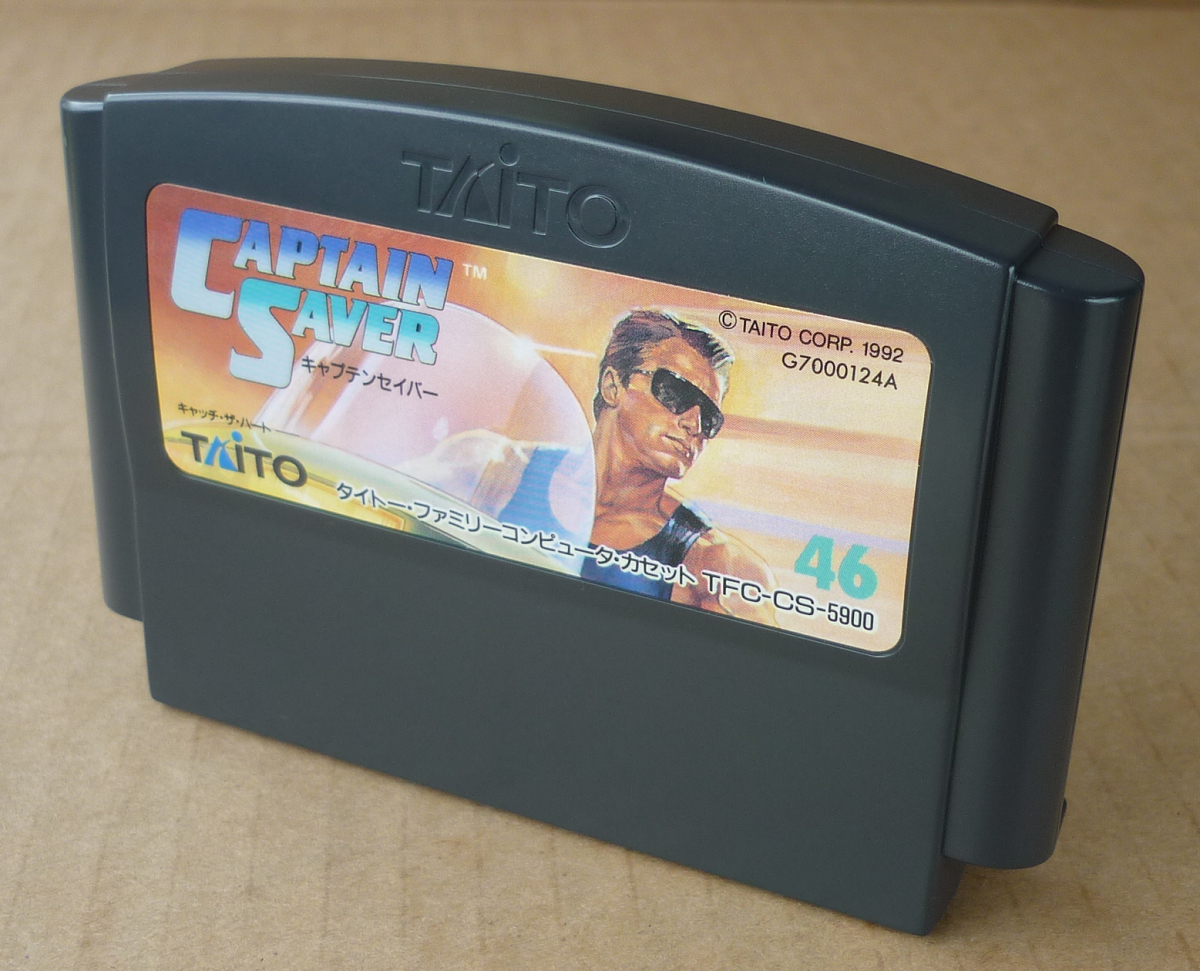 TAITO
CAPTAIN
SAVER
TM
キャプテンセイバー
© TAITO CORP. 1992
G7000124A
キャッチ・ザ・ハート
TAITO
46
タイトー・ファミリーコンピュータ・カセット TFC-CS-5900